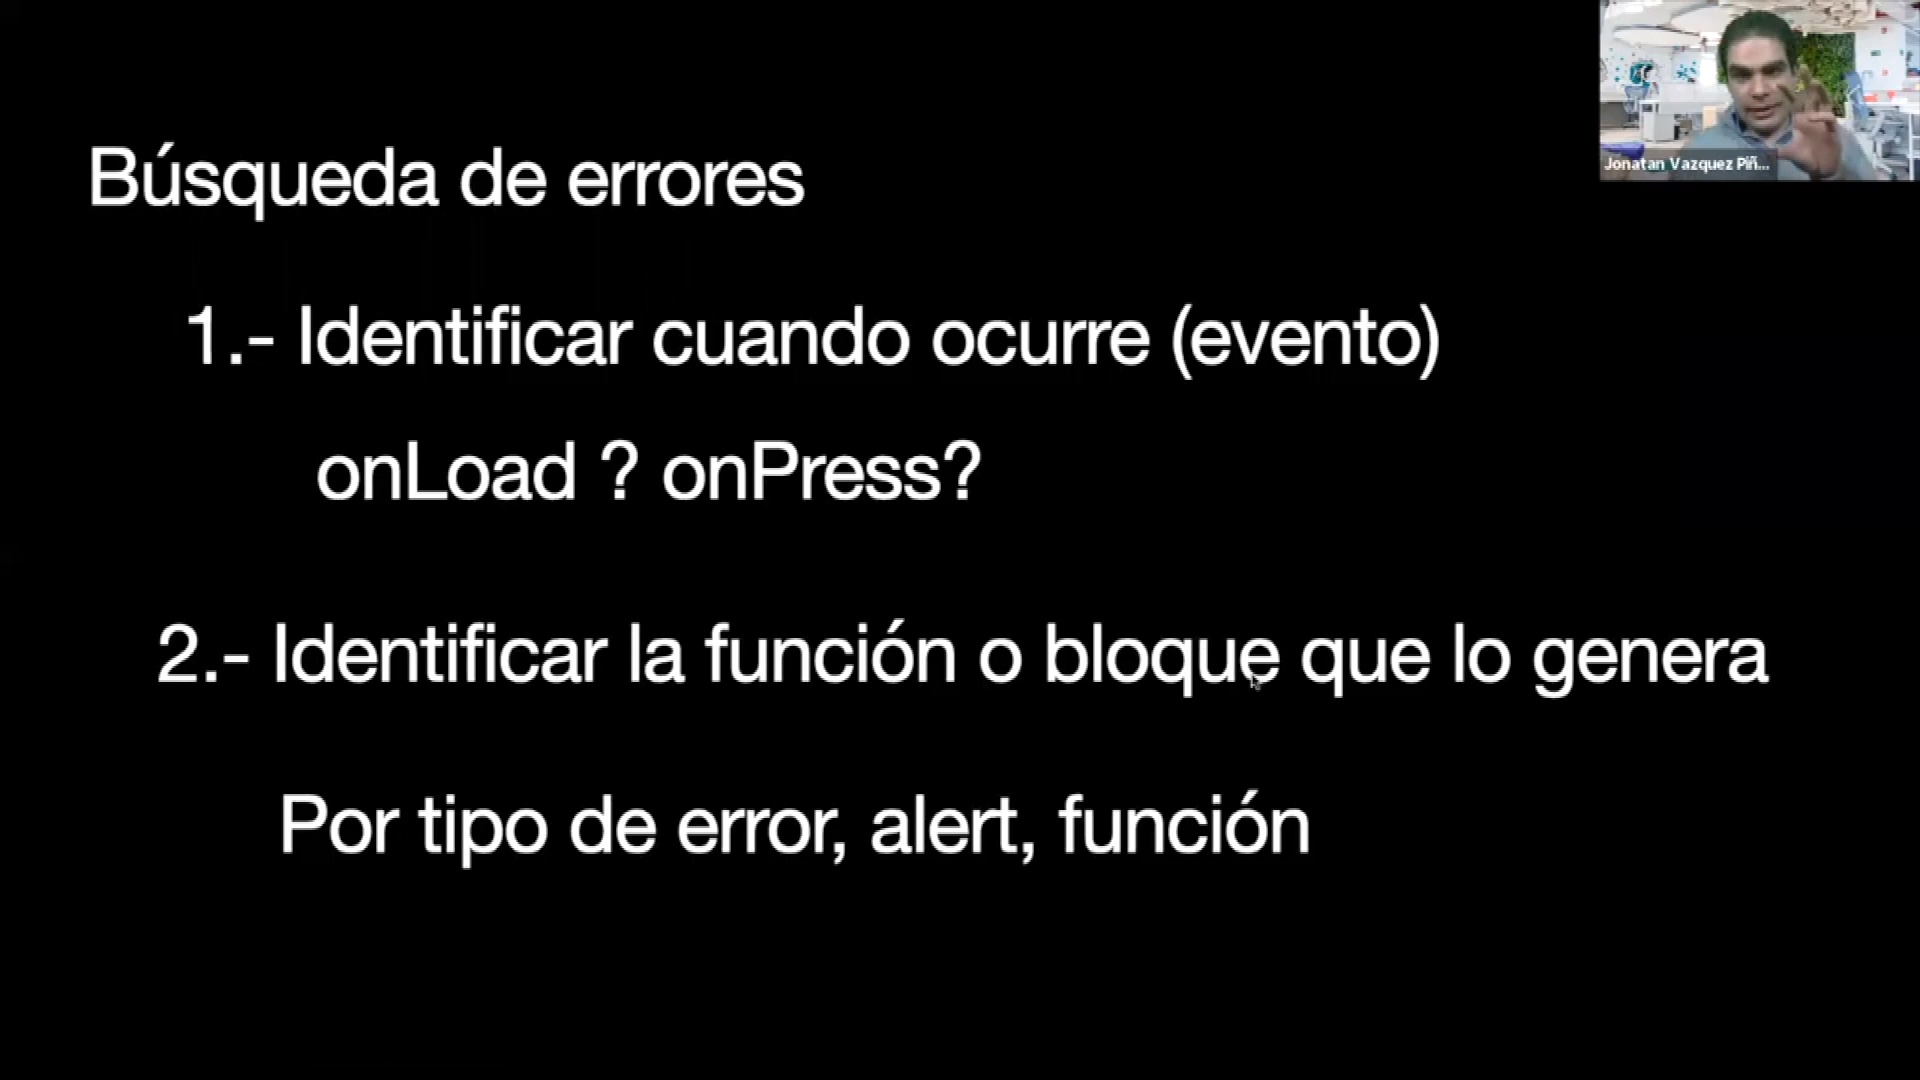 Búsqueda de errores
1.- Identificar cuando ocurre (evento)
onLoad ? onPress?
2.- Identificar la función o bloque que lo genera
Por tipo de error, alert, función
Jonatan Vazquez Piñ...